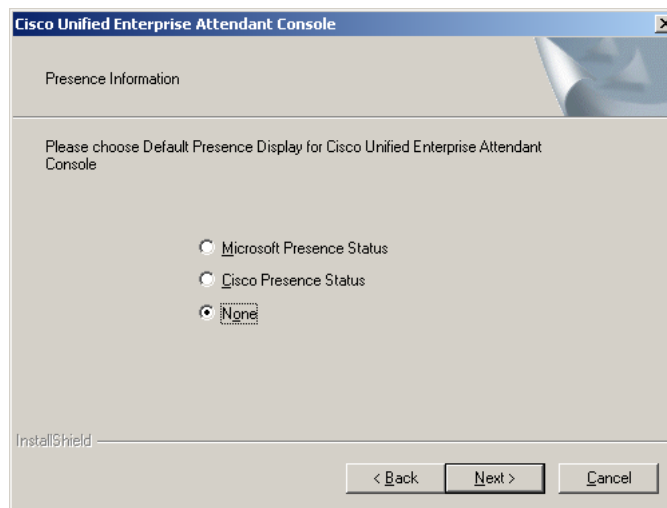 Cisco Unified Enterprise Attendant Console
Presence Information
Please choose Default Presence Display for Cisco Unified Enterprise Attendant
Console
Microsoft Presence Status
Cisco Presence Status
None
InstallShield
< Back Next > Cancel